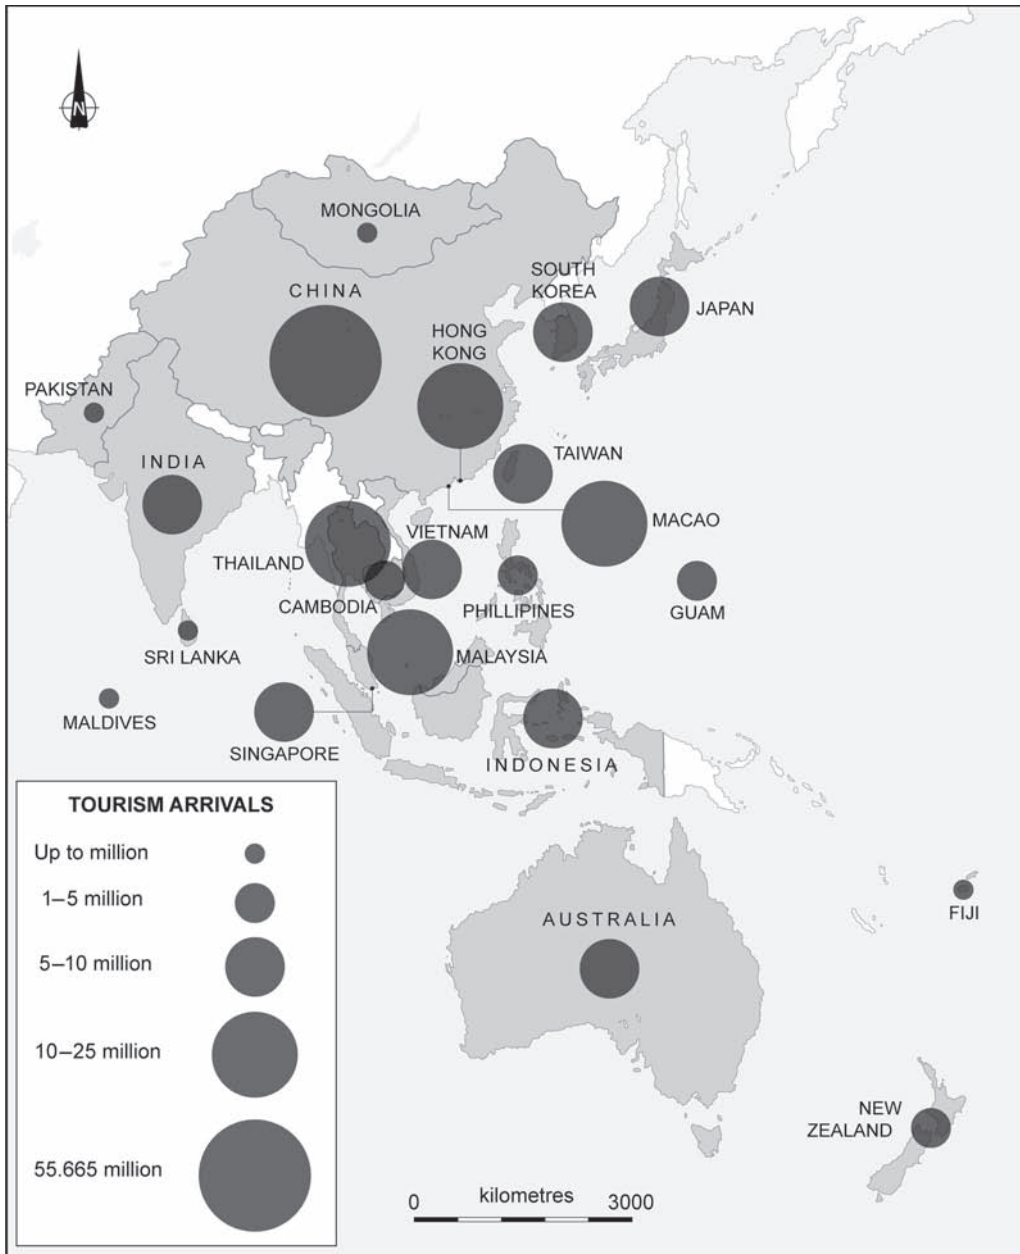 N
MONGOLIA
CHINA
SOUTH
KOREA
JAPAN
HONG
KONG
PAKISTAN
INDIA
TAIWAN
MACAO
VIETNAM
THAILAND
CAMBODIA
PHILLIPINES
GUAM
SRI LANKA
MALAYSIA
MALDIVES
SINGAPORE
INDONESIA
TOURISM ARRIVALS
Up to million
1–5 million
5–10 million
10–25 million
55.665 million
AUSTRALIA
FIJI
NEW
ZEALAND
0 kilometres 3000